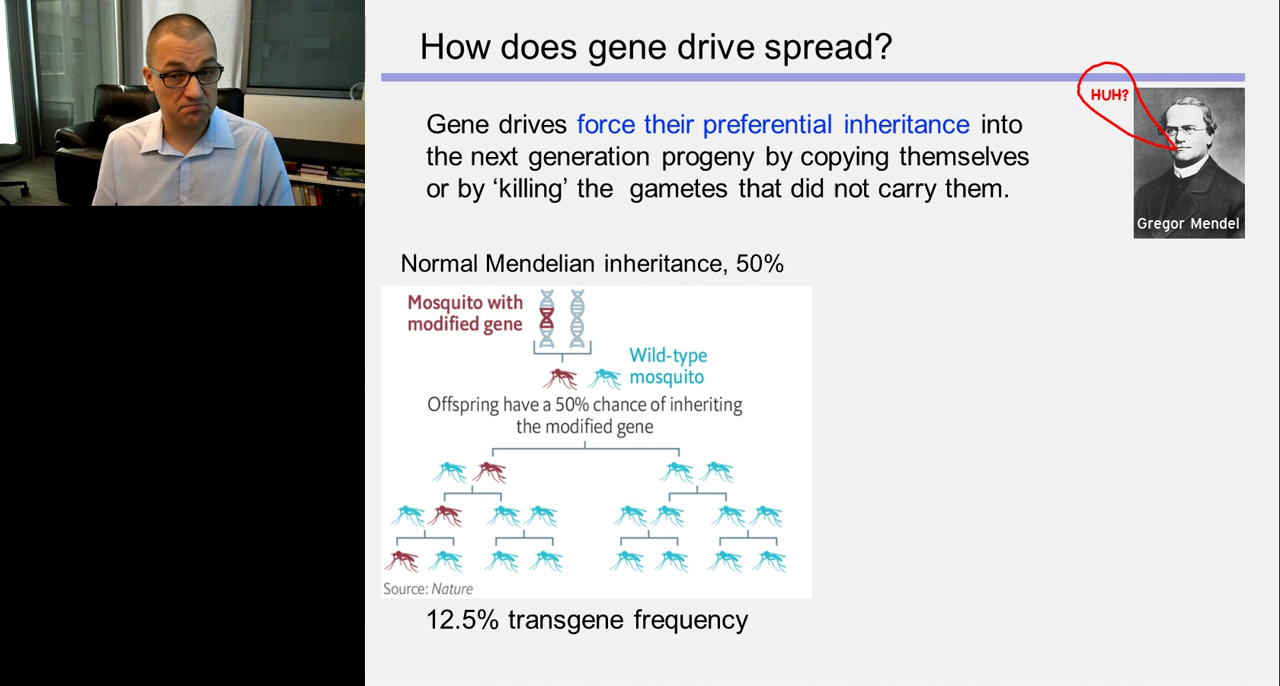 How does gene drive spread?
HUH?
Gene drives force their preferential inheritance into
the next generation progeny by copying themselves
or by ‘killing’ the gametes that did not carry them.
Gregor Mendel
Normal Mendelian inheritance, 50%
Mosquito with
modified gene
Wild-type
mosquito
Offspring have a 50% chance of inheriting
the modified gene
Source: Nature
12.5% transgene frequency